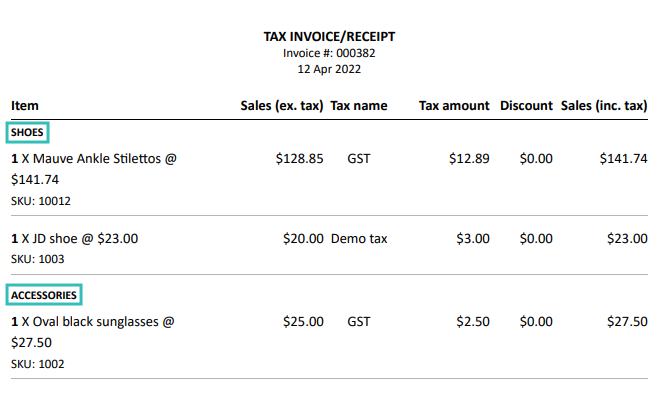 TAX INVOICE/RECEIPT
Invoice #: 000382
12 Apr 2022
Item Sales (ex. tax) Tax name Tax amount Discount Sales (inc. tax)
SHOES
1 X Mauve Ankle Stilettos @ $128.85 GST $12.89 $0.00 $141.74
$141.74
SKU: 10012
1 X JD shoe @ $23.00 $20.00 Demo tax $3.00 $0.00 $23.00
SKU: 1003
ACCESSORIES
1 X Oval black sunglasses @ $25.00 GST $2.50 $0.00 $27.50
$27.50
SKU: 1002